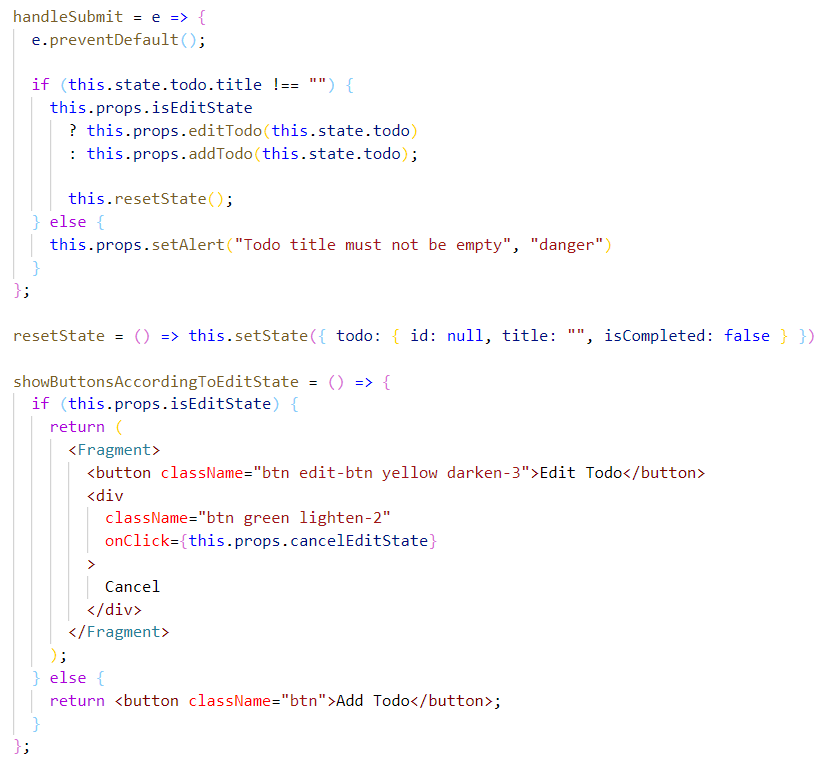 handleSubmit = e => {
  e.preventDefault();

  if (this.state.todo.title !== "") {
    this.props.isEditState
      ? this.props.editTodo(this.state.todo)
      : this.props.addTodo(this.state.todo);

      this.resetState();
  } else {
    this.props.setAlert("Todo title must not be empty", "danger")
  }
};

resetState = () => this.setState({ todo: { id: null, title: "", isCompleted: false } })

showButtonsAccordingToEditState = () => {
  if (this.props.isEditState) {
    return (
      <Fragment>
        <button className="btn edit-btn yellow darken-3">Edit Todo</button>
        <div
          className="btn green lighten-2"
          onClick={this.props.cancelEditState}
        >
          Cancel
        </div>
      </Fragment>
    );
  } else {
    return <button className="btn">Add Todo</button>;
  }
};